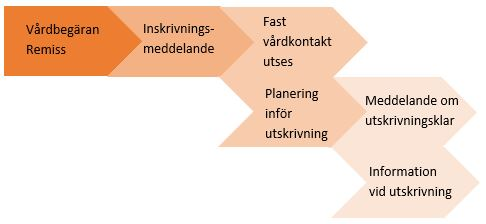 Vårdbegäran
Remiss
Inskrivnings-
meddelande
Fast
vårdkontakt
utses
Planering
inför
utskrivning
Meddelande om
utskrivningsklar
Information
vid utskrivning